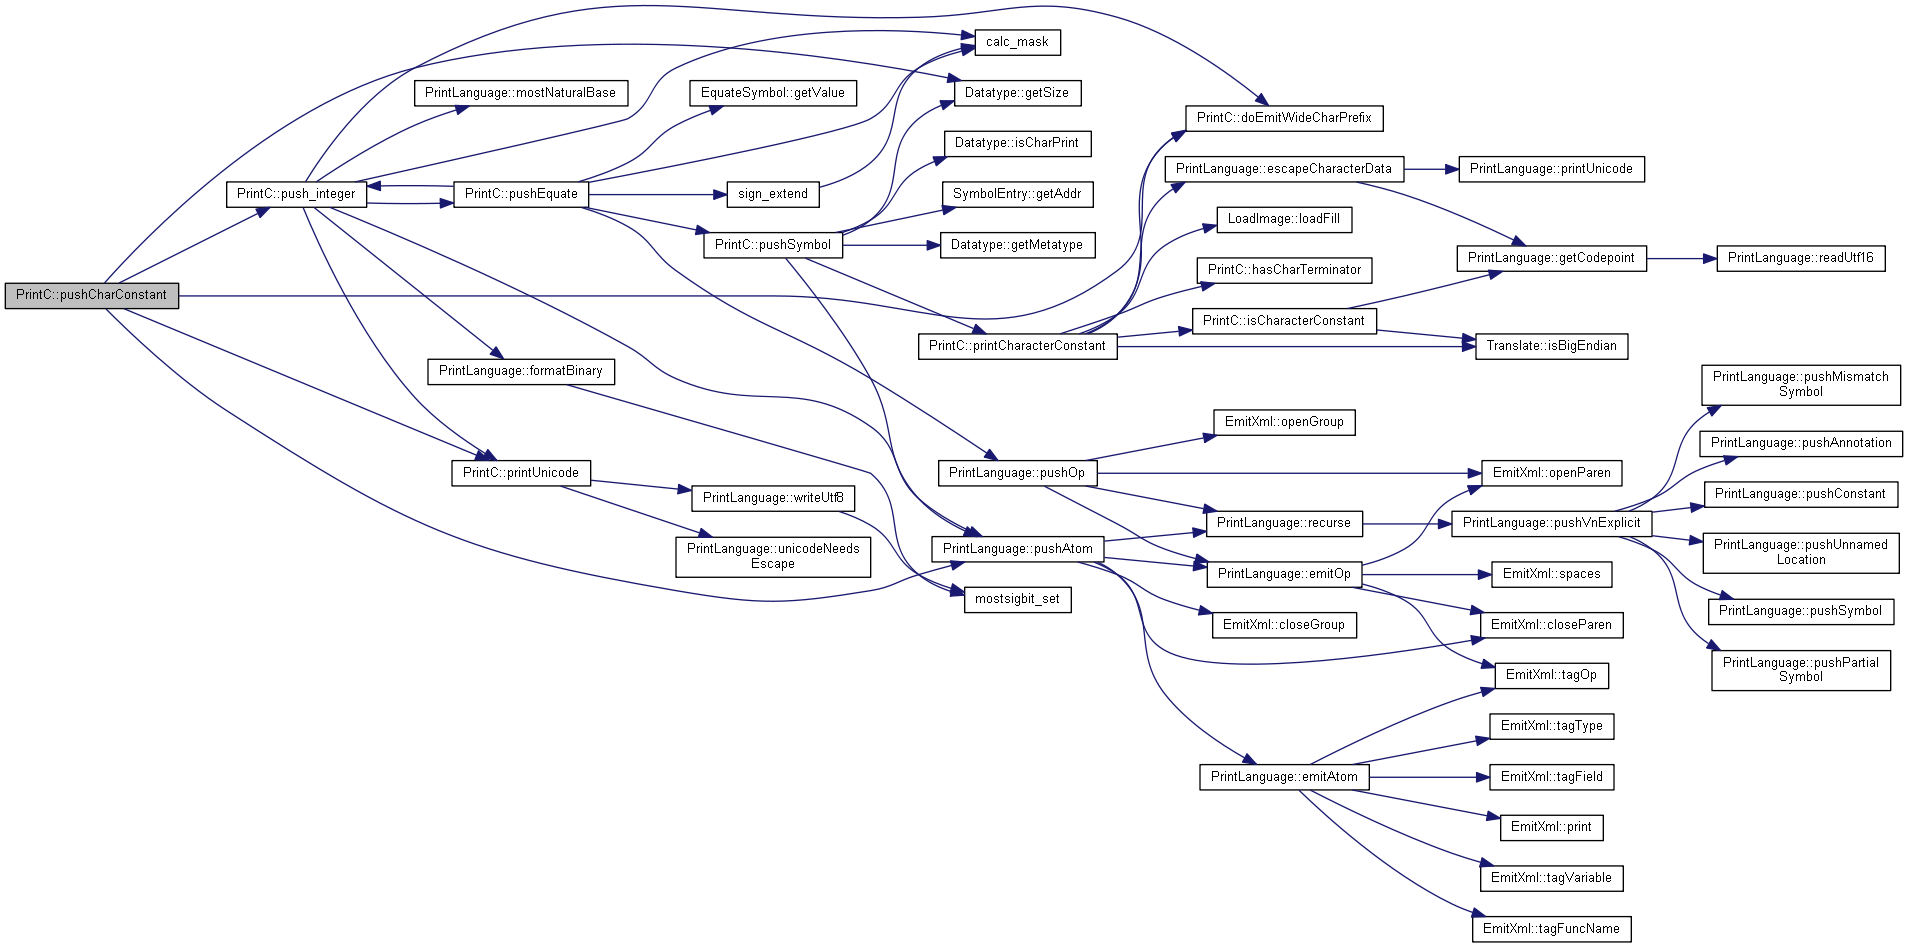 calc_mask
PrintLanguage::mostNaturalBase
EquateSymbol::getValue
Datatype::getSize
PrintC::doEmitWideCharPrefix
Datatype::isCharPrint
PrintLanguage::escapeCharacterData
PrintLanguage::printUnicode
PrintC::push_integer
PrintC::pushEquate
sign_extend
SymbolEntry::getAddr
LoadImage::loadFill
PrintC::pushSymbol
Datatype::getMetatype
PrintLanguage::getCodepoint
PrintLanguage::readUtf16
PrintC::hasCharTerminator
PrintC::pushCharConstant
PrintC::isCharacterConstant
PrintC::printCharacterConstant
Translate::isBigEndian
PrintLanguage::formatBinary
PrintLanguage::pushMismatch
Symbol
EmitXml::openGroup
PrintLanguage::pushAnnotation
PrintC::printUnicode
PrintLanguage::pushOp
EmitXml::openParen
PrintLanguage::writeUtf8
PrintLanguage::pushConstant
PrintLanguage::recurse
PrintLanguage::pushVnExplicit
PrintLanguage::unicodeNeeds
Escape
PrintLanguage::pushAtom
PrintLanguage::pushUnnamed
Location
PrintLanguage::emitOp
EmitXml::spaces
mostsigbit_set
PrintLanguage::pushSymbol
EmitXml::closeGroup
EmitXml::closeParen
PrintLanguage::pushPartial
Symbol
EmitXml::tagOp
EmitXml::tagType
PrintLanguage::emitAtom
EmitXml::tagField
EmitXml::print
EmitXml::tagVariable
EmitXml::tagFuncName